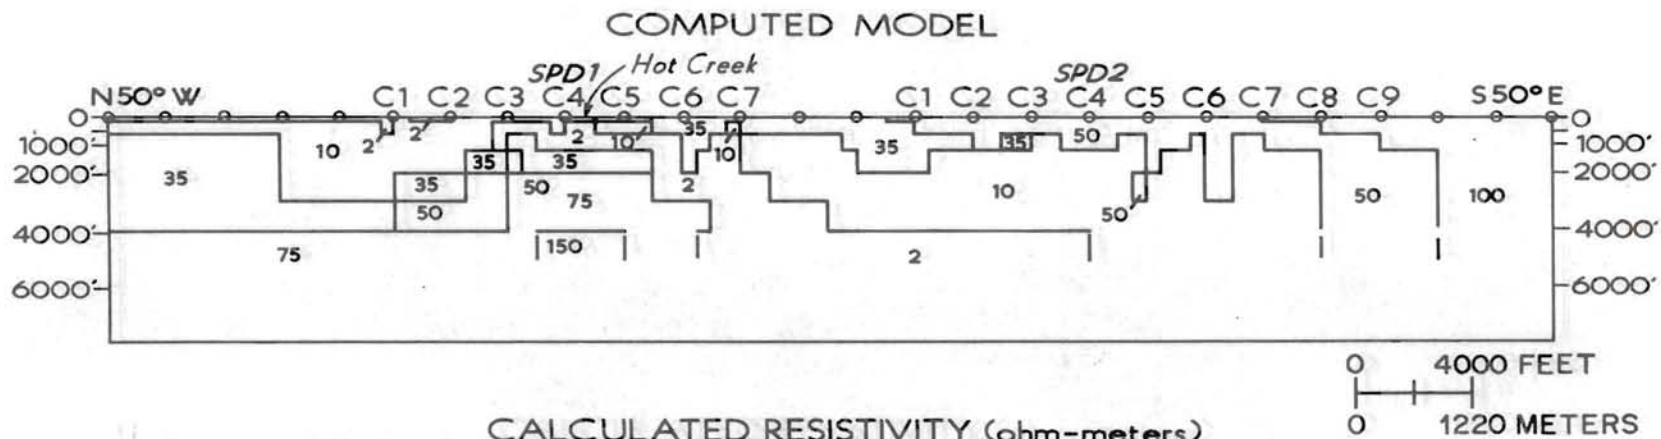 COMPUTED MODEL
SPD1 Hot Creek SPD2
N50°W C1 C2 C3 C4 C5 C6 C7 C1 C2 C3 C4 C5 C6 C7 C8 C9 S50°E
0 0
1000' 10 2 2 2 10 35 10 35 35 50 1000'
2000' 35 35 35 2000'
35 50 75 2 10 50 50 100
50
4000' 4000'
75 150 2
6000' 6000'
0 4000 FEET
0 1220 METERS
CALCULATED RESISTIVITY (ohm-meters)